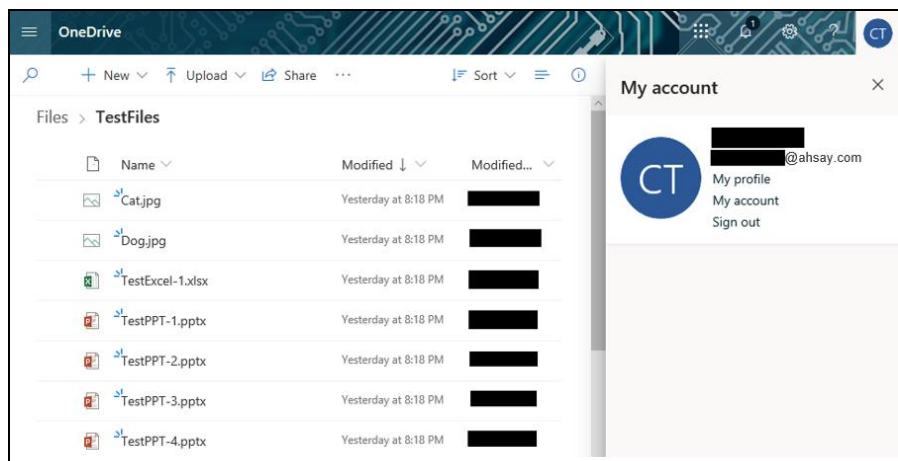 OneDrive
1
?
CT
New
Upload
Share
...
Sort
My account
Files > TestFiles
@ahsay.com
CT
My profile
My account
Sign out
Name
Modified ↓
Modified...
Cat.jpg
Yesterday at 8:18 PM
Dog.jpg
Yesterday at 8:18 PM
TestExcel-1.xlsx
Yesterday at 8:18 PM
TestPPT-1.pptx
Yesterday at 8:18 PM
TestPPT-2.pptx
Yesterday at 8:18 PM
TestPPT-3.pptx
Yesterday at 8:18 PM
TestPPT-4.pptx
Yesterday at 8:18 PM